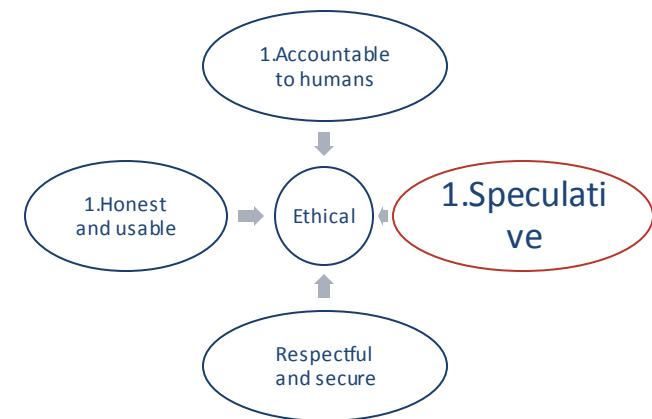 1.Accountable
to humans
1.Honest
and usable
Ethical
1.Speculati
ve
Respectful
and secure